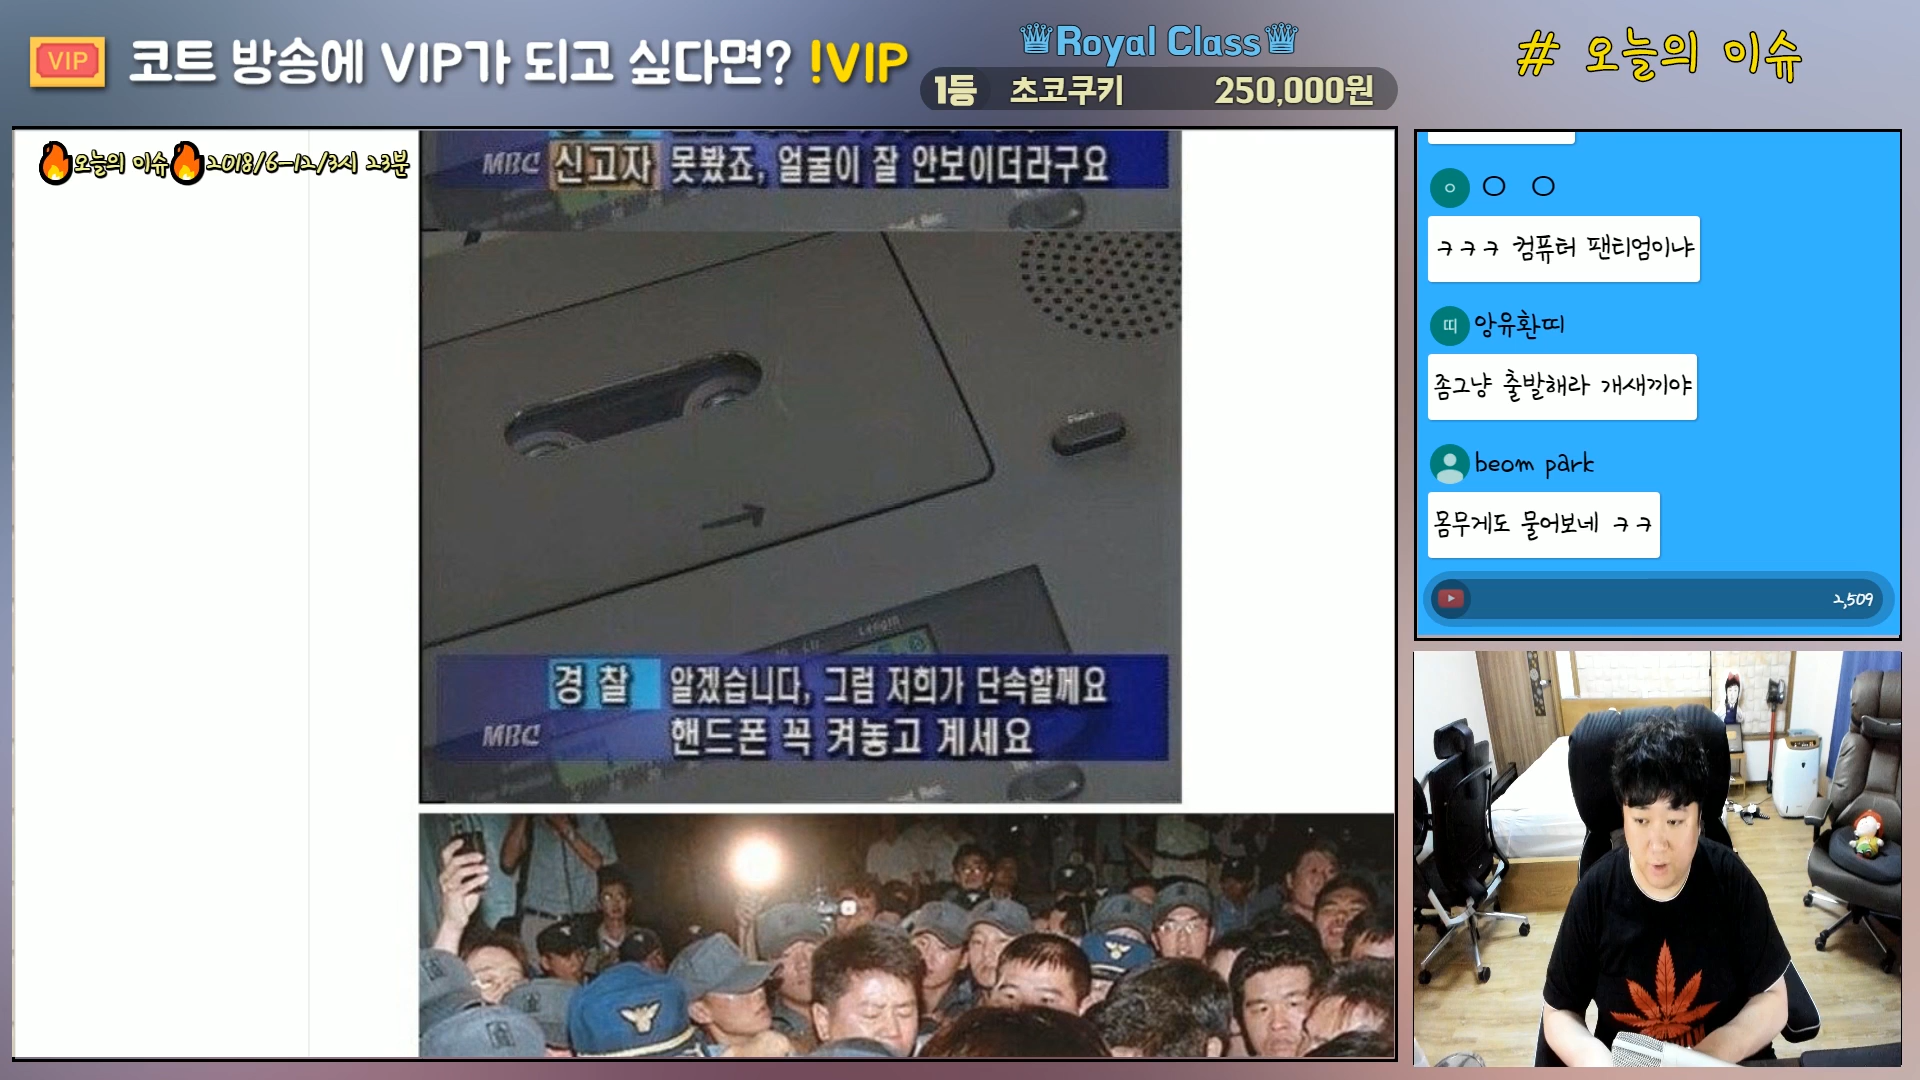 VIP 코트 방송에 VIP가 되고 싶다면? !VIP
Royal Class
1등 초코쿠키 250,000원
# 오늘의 이슈
오늘의 이슈 2018/6-12/3시 23분
MBC 신고자 못봤죠, 얼굴이 잘 안보이더라구요
경찰 알겠습니다, 그럼 저희가 단속할께요
MBC 핸드폰 꼭 켜놓고 계세요
ㅇ ㅇ ㅇ
ㅋㅋㅋ 컴퓨터 팬티엄이냐
띠 앙유환띠
좀그냥 출발해라 개새끼야
beom park
몸무게도 물어보네 ㅋㅋ
2,509